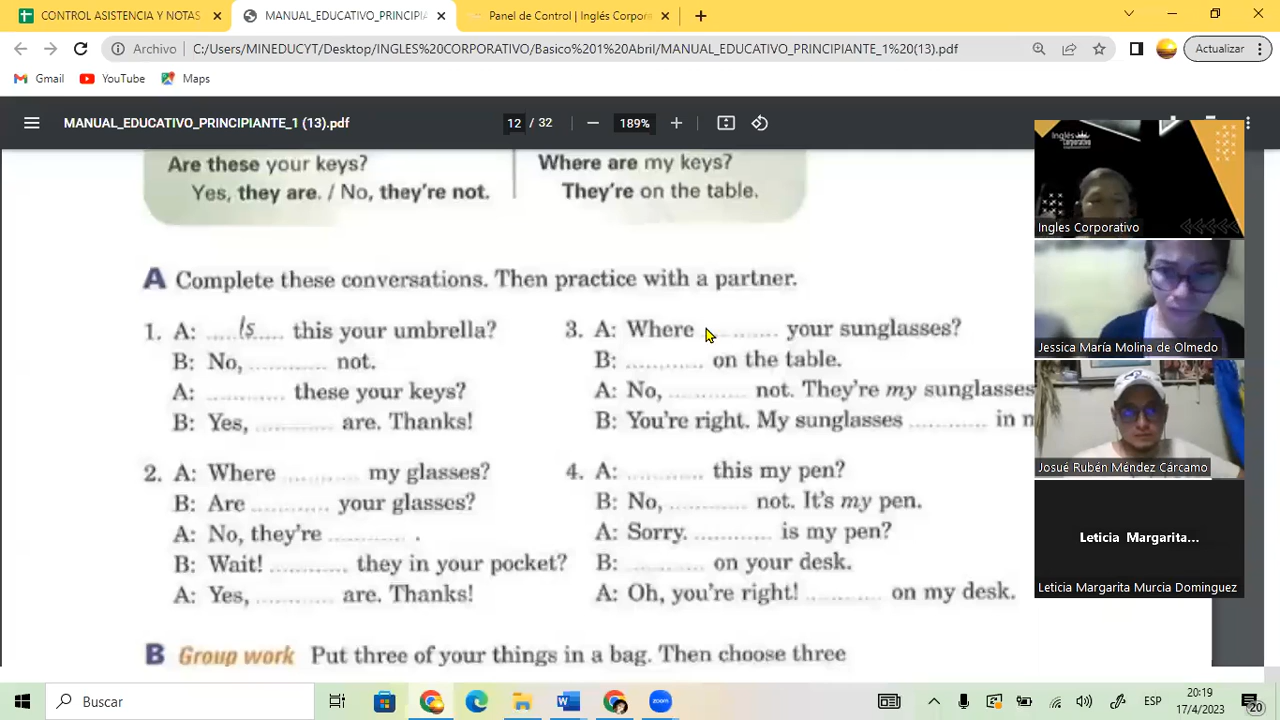 CONTROL ASISTENCIA Y NOTAS
MANUAL_EDUCATIVO_PRINCIPIA
Panel de Control | Inglés Corpor
Archivo
C:/Users/MINEDUCYT/Desktop/INGLES%20CORPORATIVO/Basico%201%20Abril/MANUAL_EDUCATIVO_PRINCIPIANTE_1%20(13).pdf
Actualizar
Gmail
YouTube
Maps
MANUAL_EDUCATIVO_PRINCIPIANTE_1 (13).pdf
12 / 32
189%
Are these your keys?
Yes, they are. / No, they're not.
Where are my keys?
They're on the table.
A Complete these conversations. Then practice with a partner.
1. A: .....Is..... this your umbrella?
B: No, ............ not.
A: ............ these your keys?
B: Yes, ............ are. Thanks!
2. A: Where ............ my glasses?
B: Are ............ your glasses?
A: No, they're ............ .
B: Wait! ............ they in your pocket?
A: Yes, ............ are. Thanks!
3. A: Where ............ your sunglasses?
B: ............ on the table.
A: No, ............ not. They're my sunglasses
B: You're right. My sunglasses ............ in
4. A: ............ this my pen?
B: No, ............ not. It's my pen.
A: Sorry. ............ is my pen?
B: ............ on your desk.
A: Oh, you're right! ............ on my desk.
B Group work Put three of your things in a bag. Then choose three
Inglés
Corporativo
Ingles Corporativo
Jessica María Molina de Olmedo
Josué Rubén Méndez Cárcamo
Leticia Margarita...
Leticia Margarita Murcia Dominguez
Buscar
zoom
ESP
20:19
17/4/2023
20